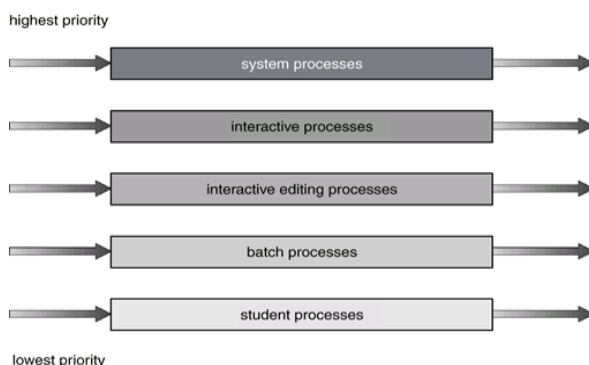 highest priority
system processes
interactive processes
interactive editing processes
batch processes
student processes
lowest priority